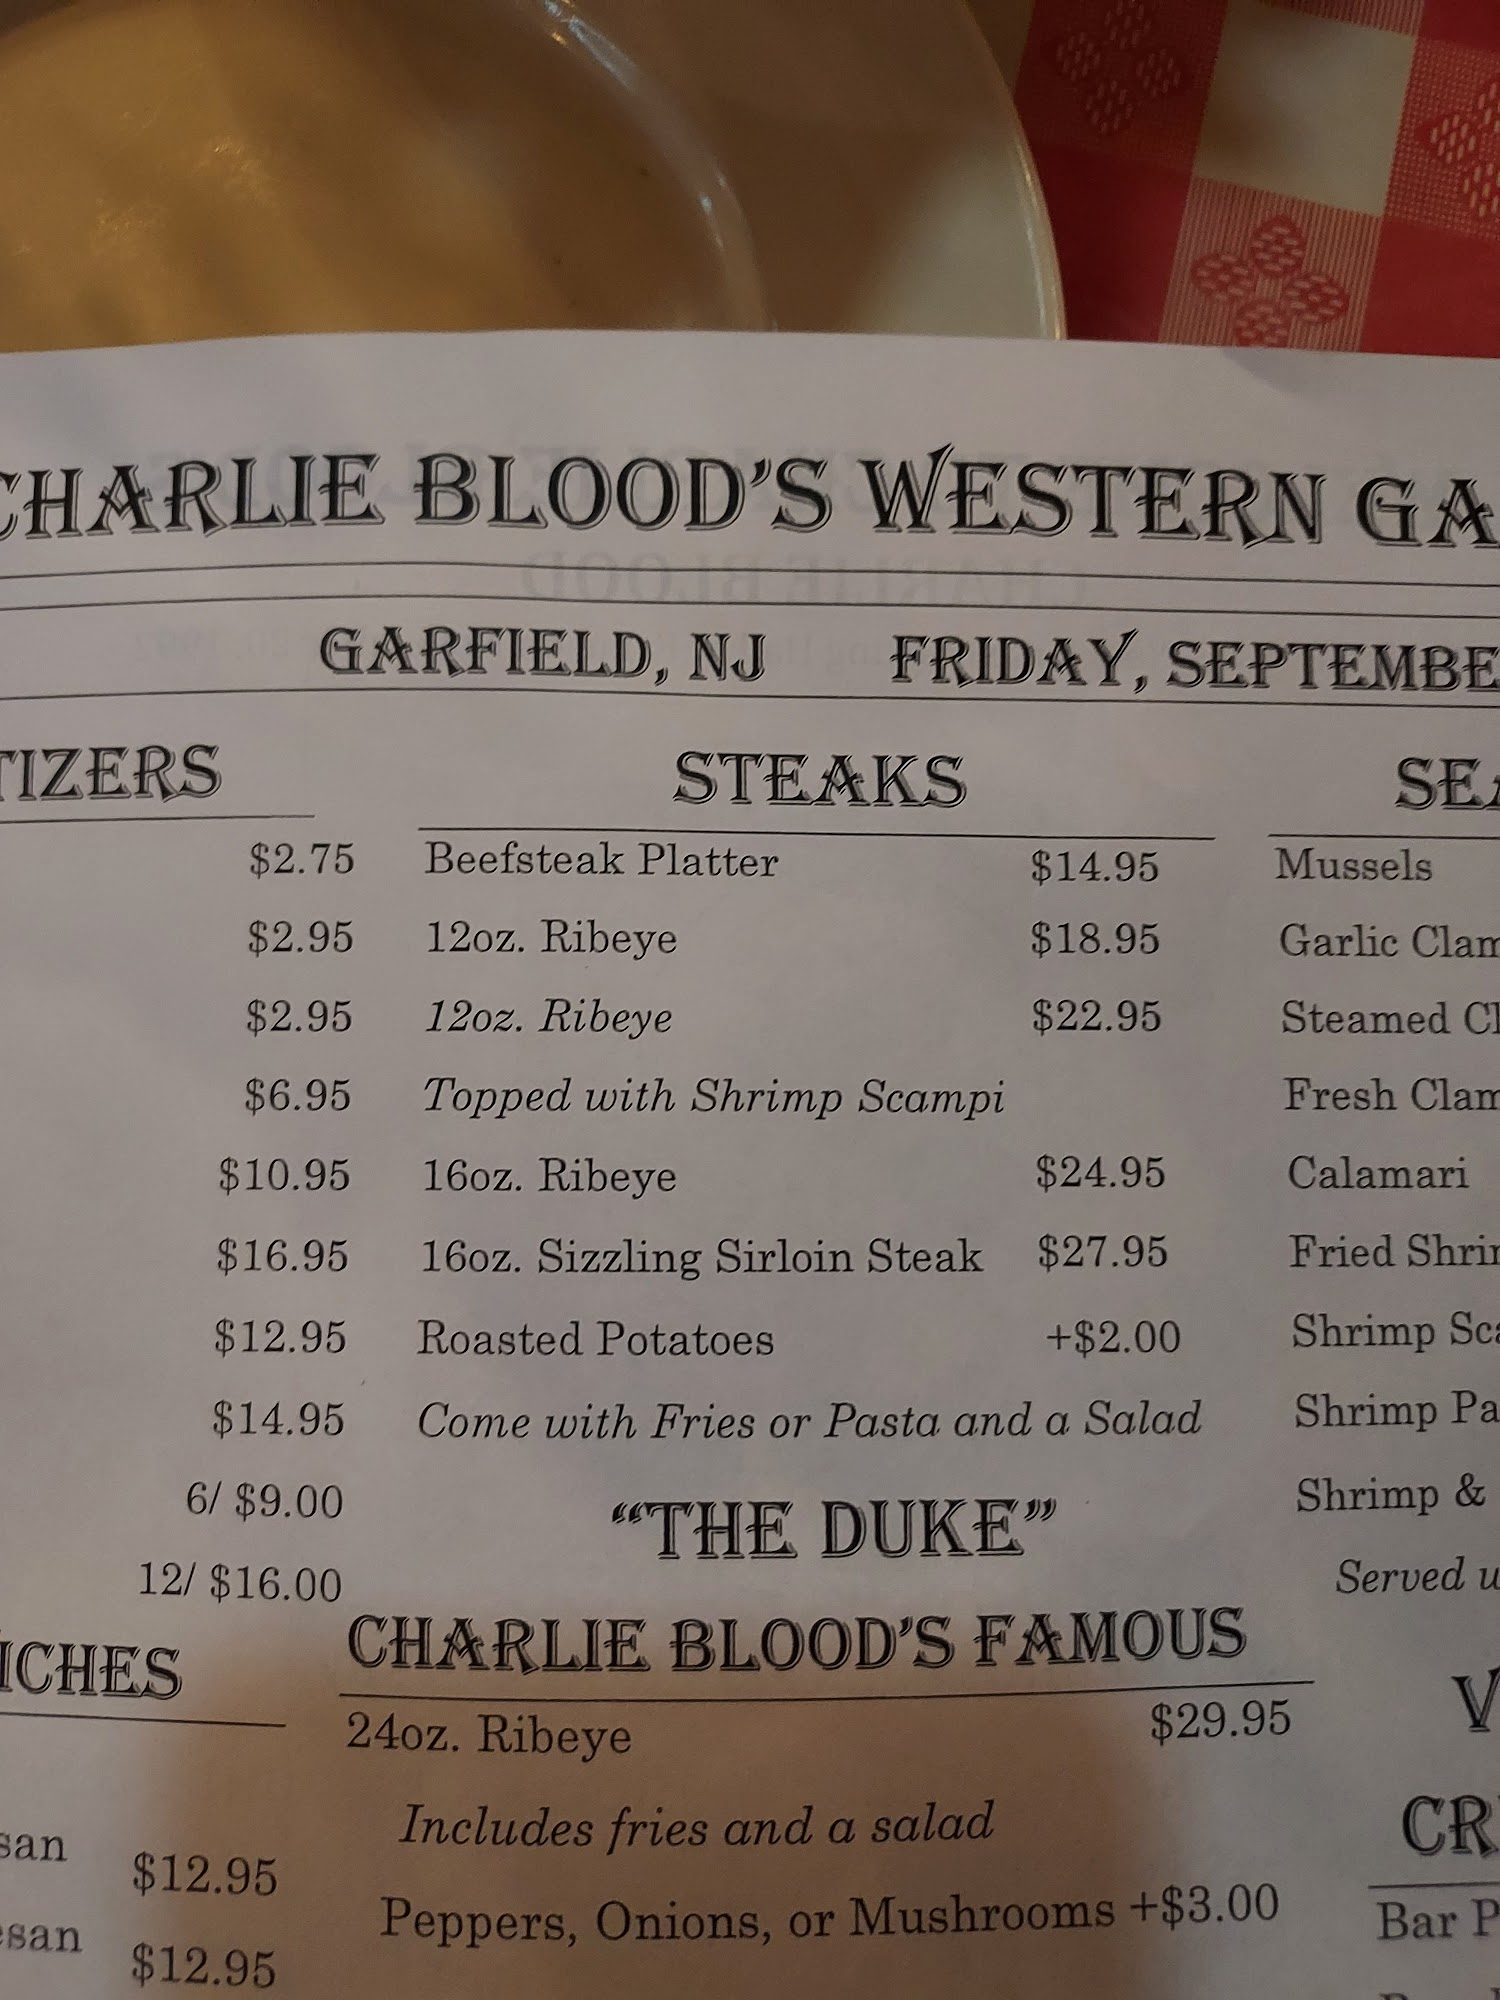 CHARLIE BLOOD'S WESTERN GA
GARFIELD, NJ FRIDAY, SEPTEMBE
TIZERS
$2.75
$2.95
$2.95
$6.95
$10.95
$16.95
$12.95
$14.95
6/ $9.00
12/ $16.00
ICHES
san $12.95
esan $12.95
STEAKS
Beefsteak Platter $14.95
12oz. Ribeye $18.95
12oz. Ribeye $22.95
Topped with Shrimp Scampi
16oz. Ribeye $24.95
16oz. Sizzling Sirloin Steak $27.95
Roasted Potatoes +$2.00
Come with Fries or Pasta and a Salad
"THE DUKE"
CHARLIE BLOOD'S FAMOUS
24oz. Ribeye $29.95
Includes fries and a salad
Peppers, Onions, or Mushrooms +$3.00
SEA
Mussels
Garlic Clam
Steamed Cl
Fresh Clam
Calamari
Fried Shrim
Shrimp Sca
Shrimp Pa
Shrimp &
Served w
V
CR
Bar P